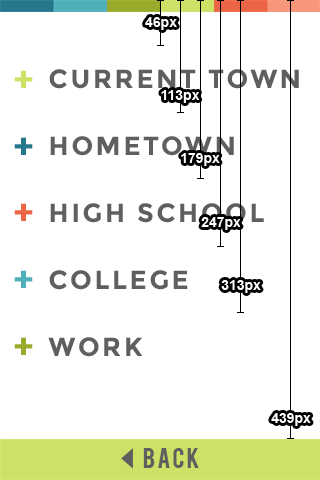 46px
+ CURRENT TOWN
113px
+ HOMETOWN
179px
+ HIGH SCHOOL
247px
+ COLLEGE
313px
+ WORK
439px
BACK